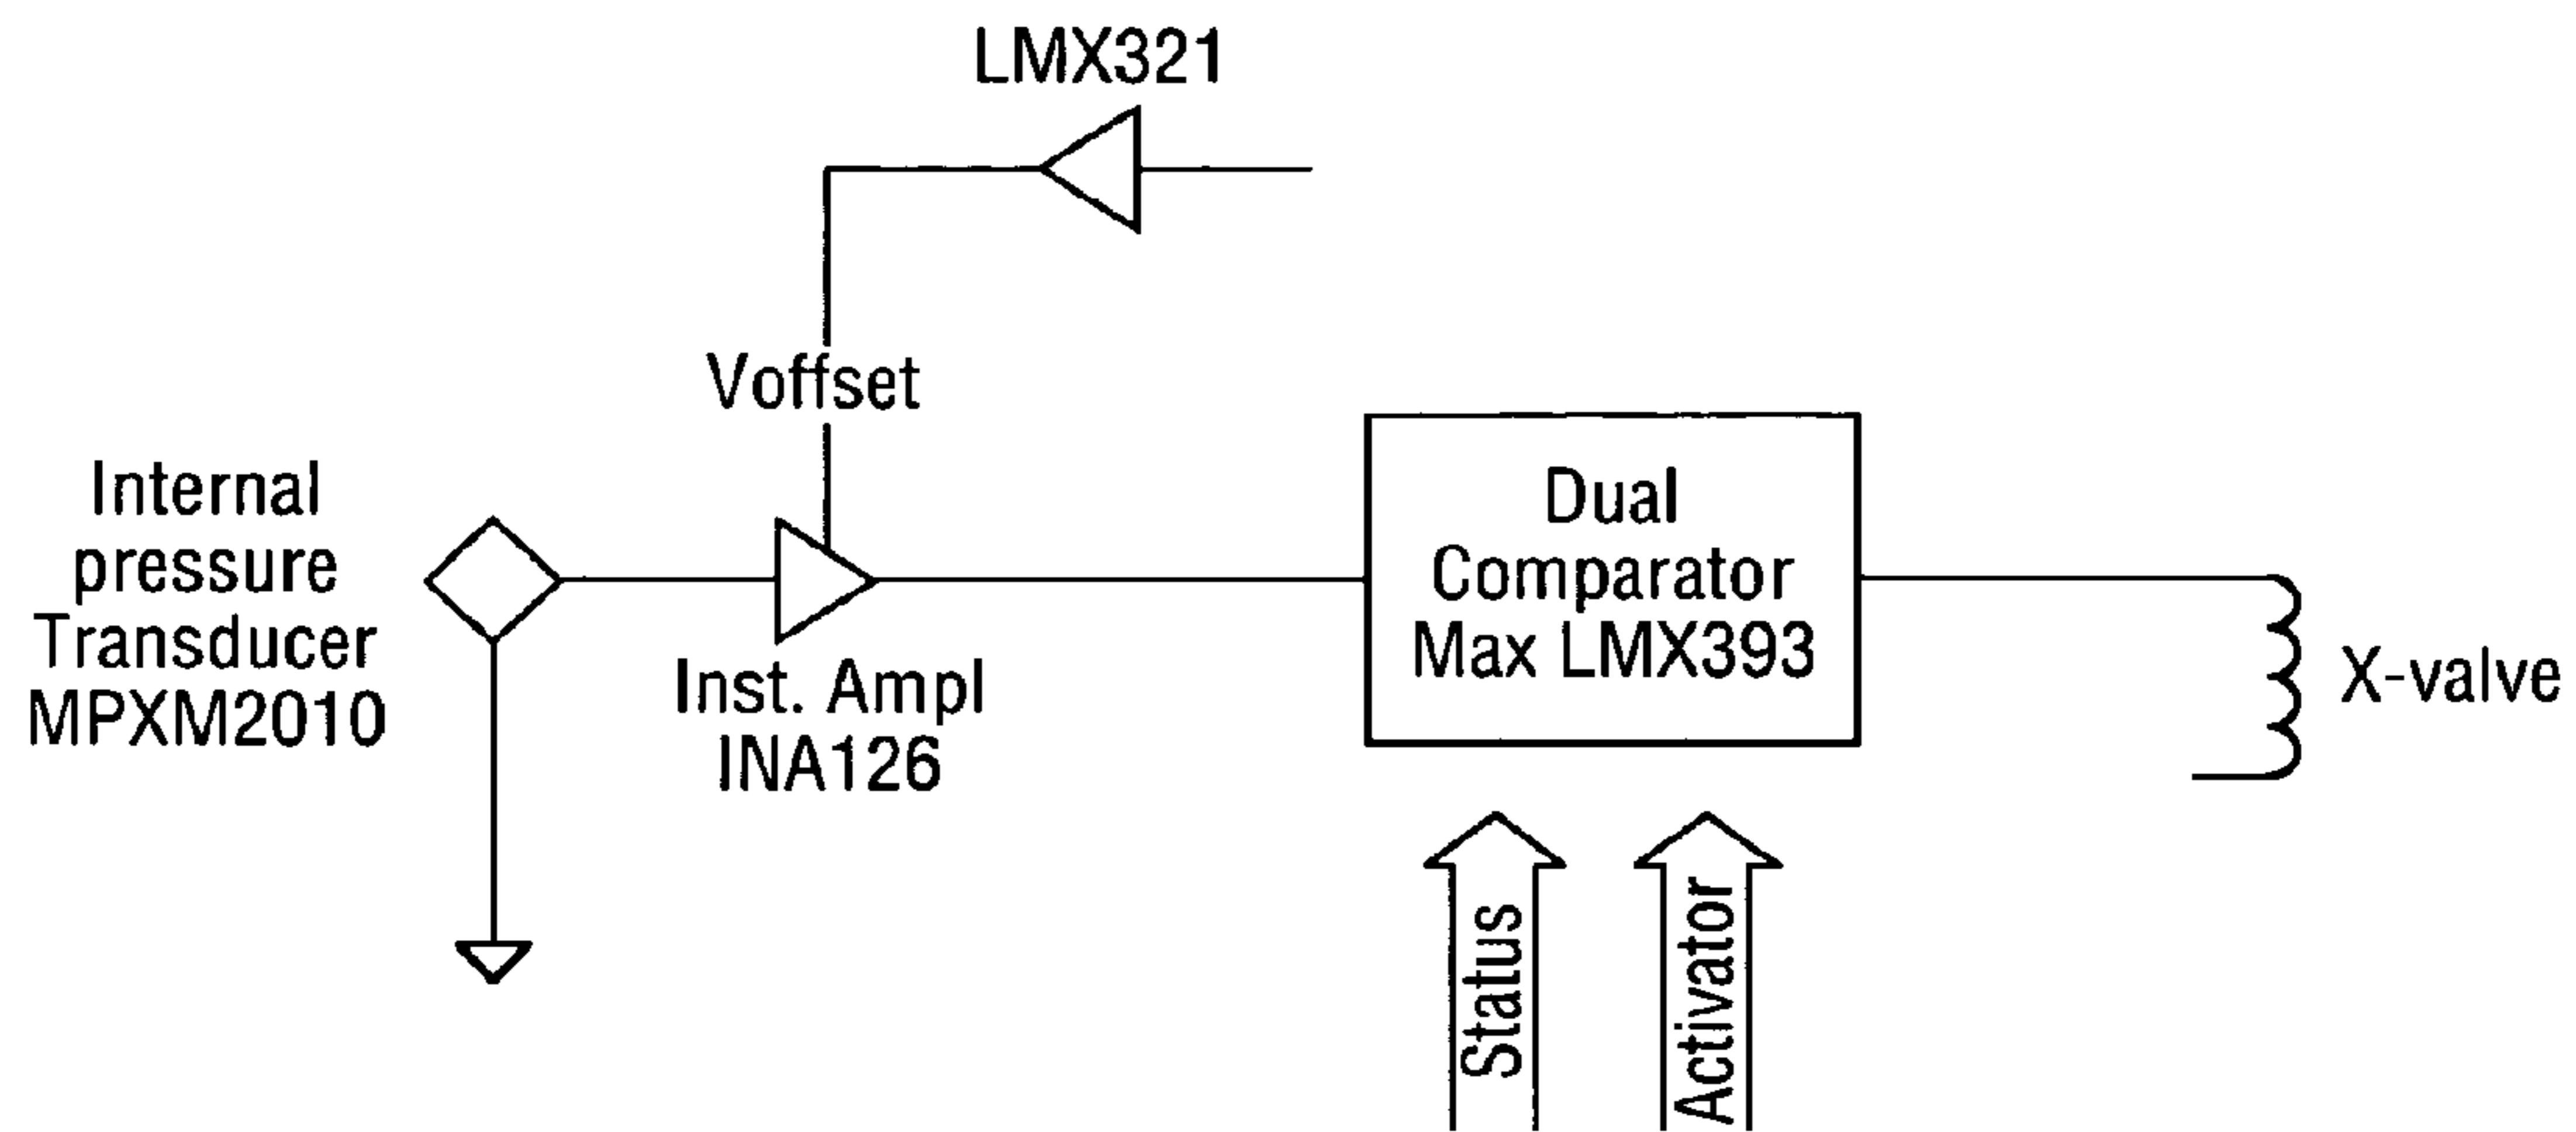 LMX321
Voffset
Internal
pressure
Transducer
MPXM2010
Inst. Ampl
INA126
Dual
Comparator
Max LMX393
X-valve
Status
Activator